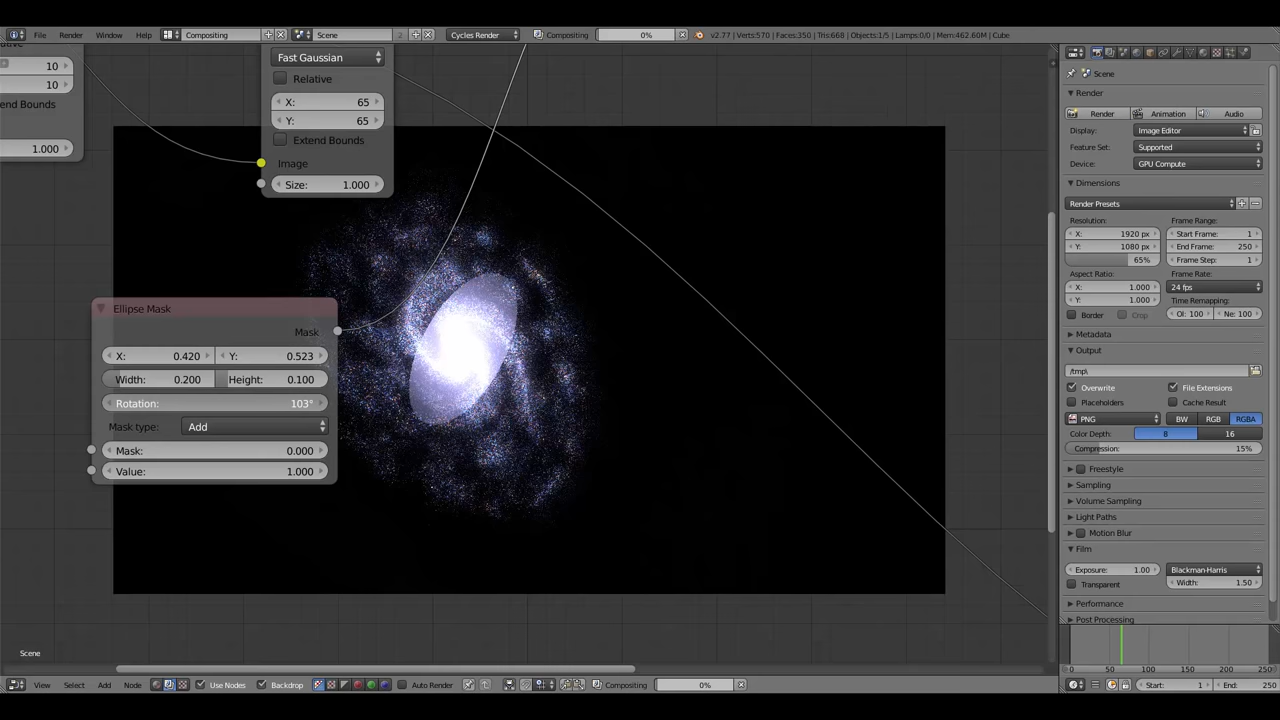 File Render Window Help Compositing Scene 2 Cycles Render Compositing 0% v2.77 | Verts:570 | Faces:350 | Tris:668 | Objects:1/5 | Lamps:0/0 | Mem:462.60M | Cube
10
10
end Bounds
1.000
Fast Gaussian
Relative
X: 65
Y: 65
Extend Bounds
Image
Size: 1.000
Ellipse Mask
Mask
X: 0.420 Y: 0.523
Width: 0.200 Height: 0.100
Rotation: 103°
Mask type: Add
Mask: 0.000
Value: 1.000
Scene
View Select Add Node Use Nodes Backdrop Auto Render Compositing 0%
Scene
Render
Render Animation Audio
Display: Image Editor
Feature Set: Supported
Device: GPU Compute
Dimensions
Render Presets
Resolution: Frame Range:
X: 1920 px Start Frame: 1
Y: 1080 px End Frame: 250
65% Frame Step: 1
Aspect Ratio: Frame Rate:
X: 1.000 24 fps
Y: 1.000 Time Remapping:
Border Crop Ol: 100 Ne: 100
Metadata
Output
/tmp\
Overwrite File Extensions
Placeholders Cache Result
PNG BW RGB RGBA
Color Depth: 8 16
Compression: 15%
Freestyle
Sampling
Volume Sampling
Light Paths
Motion Blur
Film
Exposure: 1.00 Blackman-Harris
Transparent Width: 1.50
Performance
Post Processing
0 50 100 150 200 250
Start: 1 End: 250